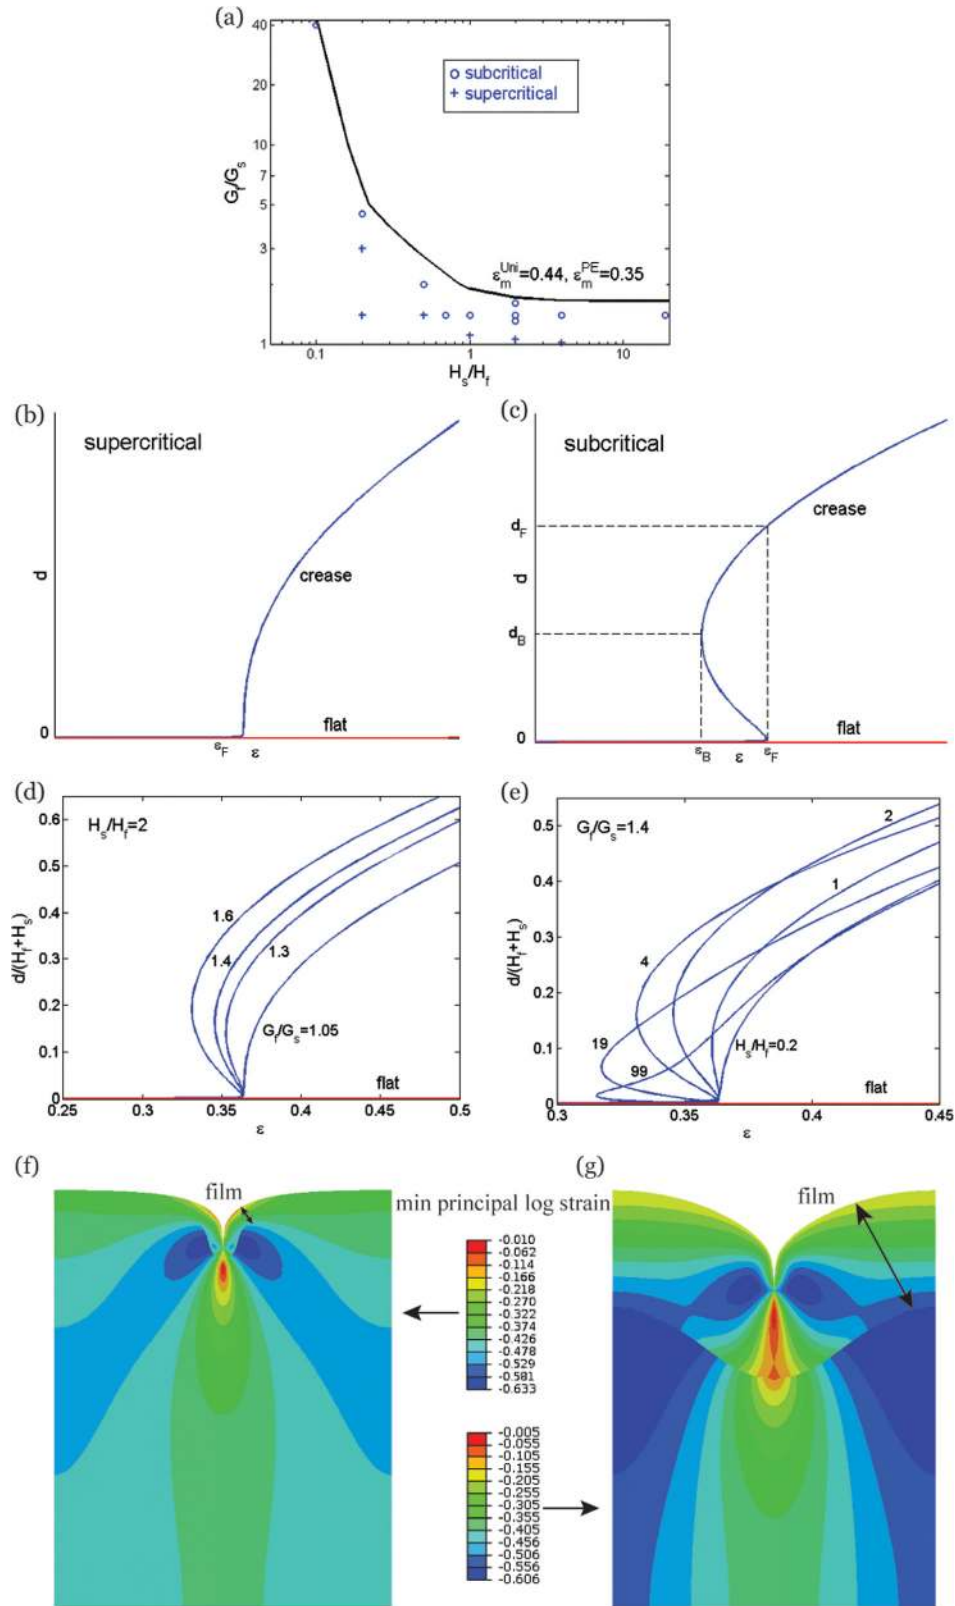 (a)
40
20
10
7
5
3
1
G_f/G_s
subcritical
supercritical
ε_m^Uni=0.44, ε_m^PE=0.35
0.1
1
10
H_s/H_f
(b)
supercritical
d
crease
0
flat
ε_F
ε
(c)
subcritical
d_F
crease
d
d_B
0
flat
ε_B
ε
ε_F
(d)
H_s/H_f=2
0.6
0.5
0.4
0.3
0.2
0.1
0
d/(H_f+H_s)
1.6
1.4
1.3
G_f/G_s=1.05
flat
0.25
0.3
0.35
0.4
0.45
0.5
ε
(e)
G_f/G_s=1.4
0.5
0.4
0.3
0.2
0.1
0
d/(H_f+H_s)
2
1
4
19
99
H_s/H_f=0.2
flat
0.3
0.35
0.4
0.45
ε
(f)
film
min principal log strain
-0.010
-0.062
-0.114
-0.166
-0.218
-0.270
-0.322
-0.374
-0.426
-0.478
-0.529
-0.581
-0.633
-0.005
-0.055
-0.105
-0.155
-0.205
-0.255
-0.305
-0.355
-0.405
-0.456
-0.506
-0.556
-0.606
(g)
film